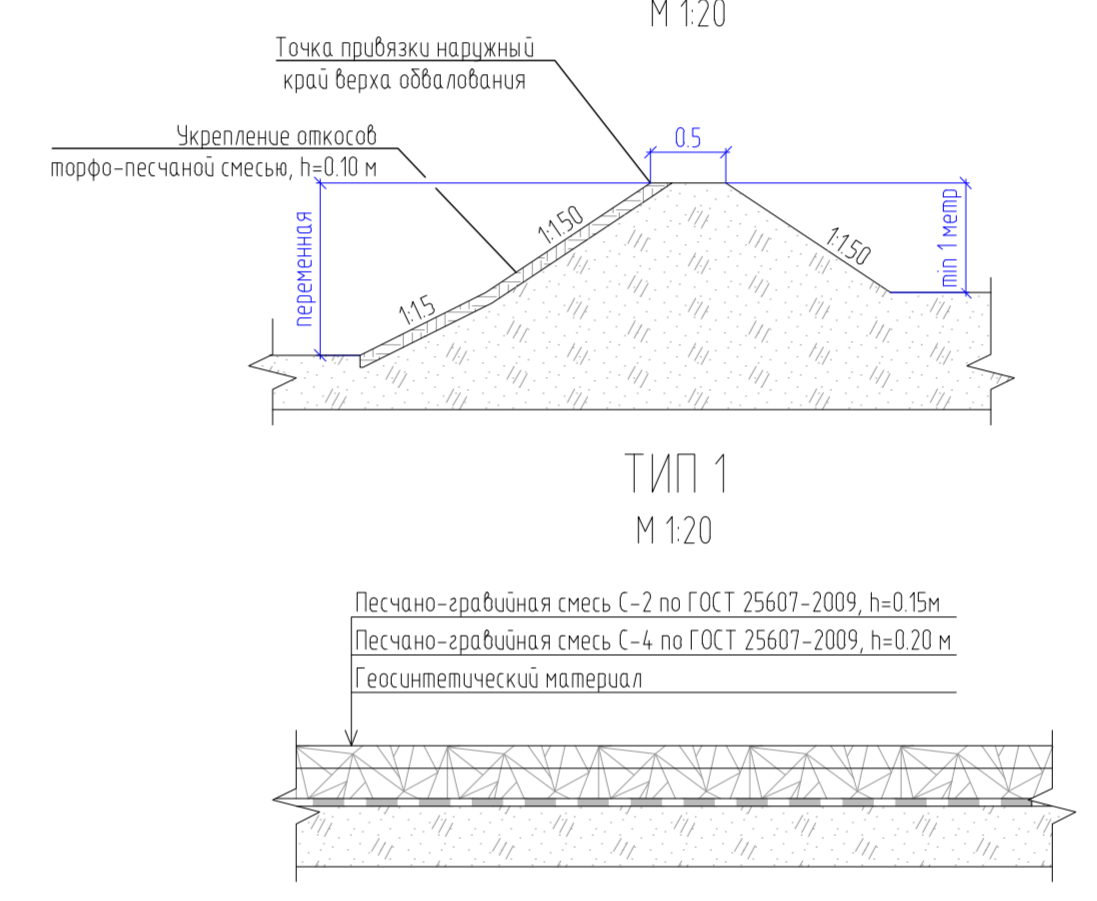 М 1:20
Точка привязки наружный
край верха обвалования
Укрепление откосов
торфо-песчаной смесью, h=0.10 м
0.5
1:1.50
1:1.50
переменная
min 1 метр
1:1.5
ТИП 1
М 1:20
Песчано-гравийная смесь С-2 по ГОСТ 25607-2009, h=0.15м
Песчано-гравийная смесь С-4 по ГОСТ 25607-2009, h=0.20 м
Геосинтетический материал